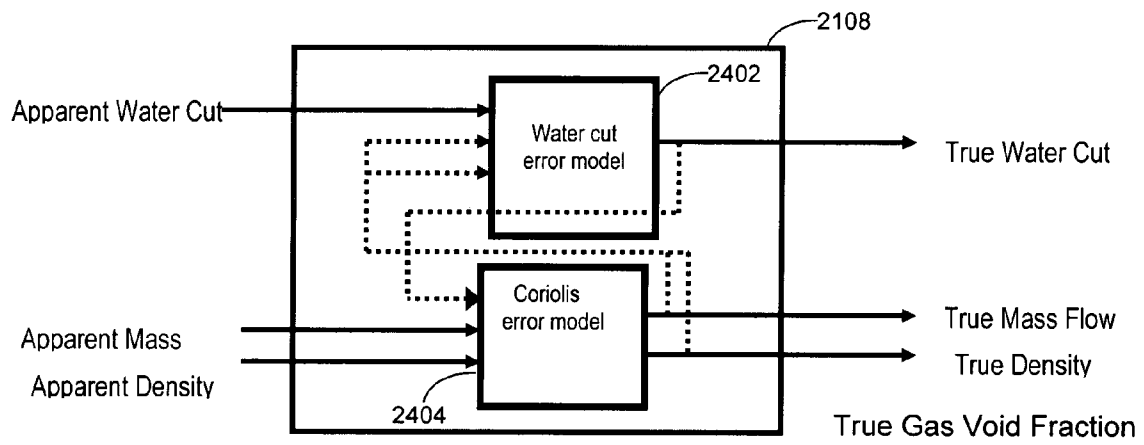 2108
2402
Apparent Water Cut
Water cut
error model
True Water Cut
Coriolis
error model
Apparent Mass
Apparent Density
True Mass Flow
True Density
2404
True Gas Void Fraction